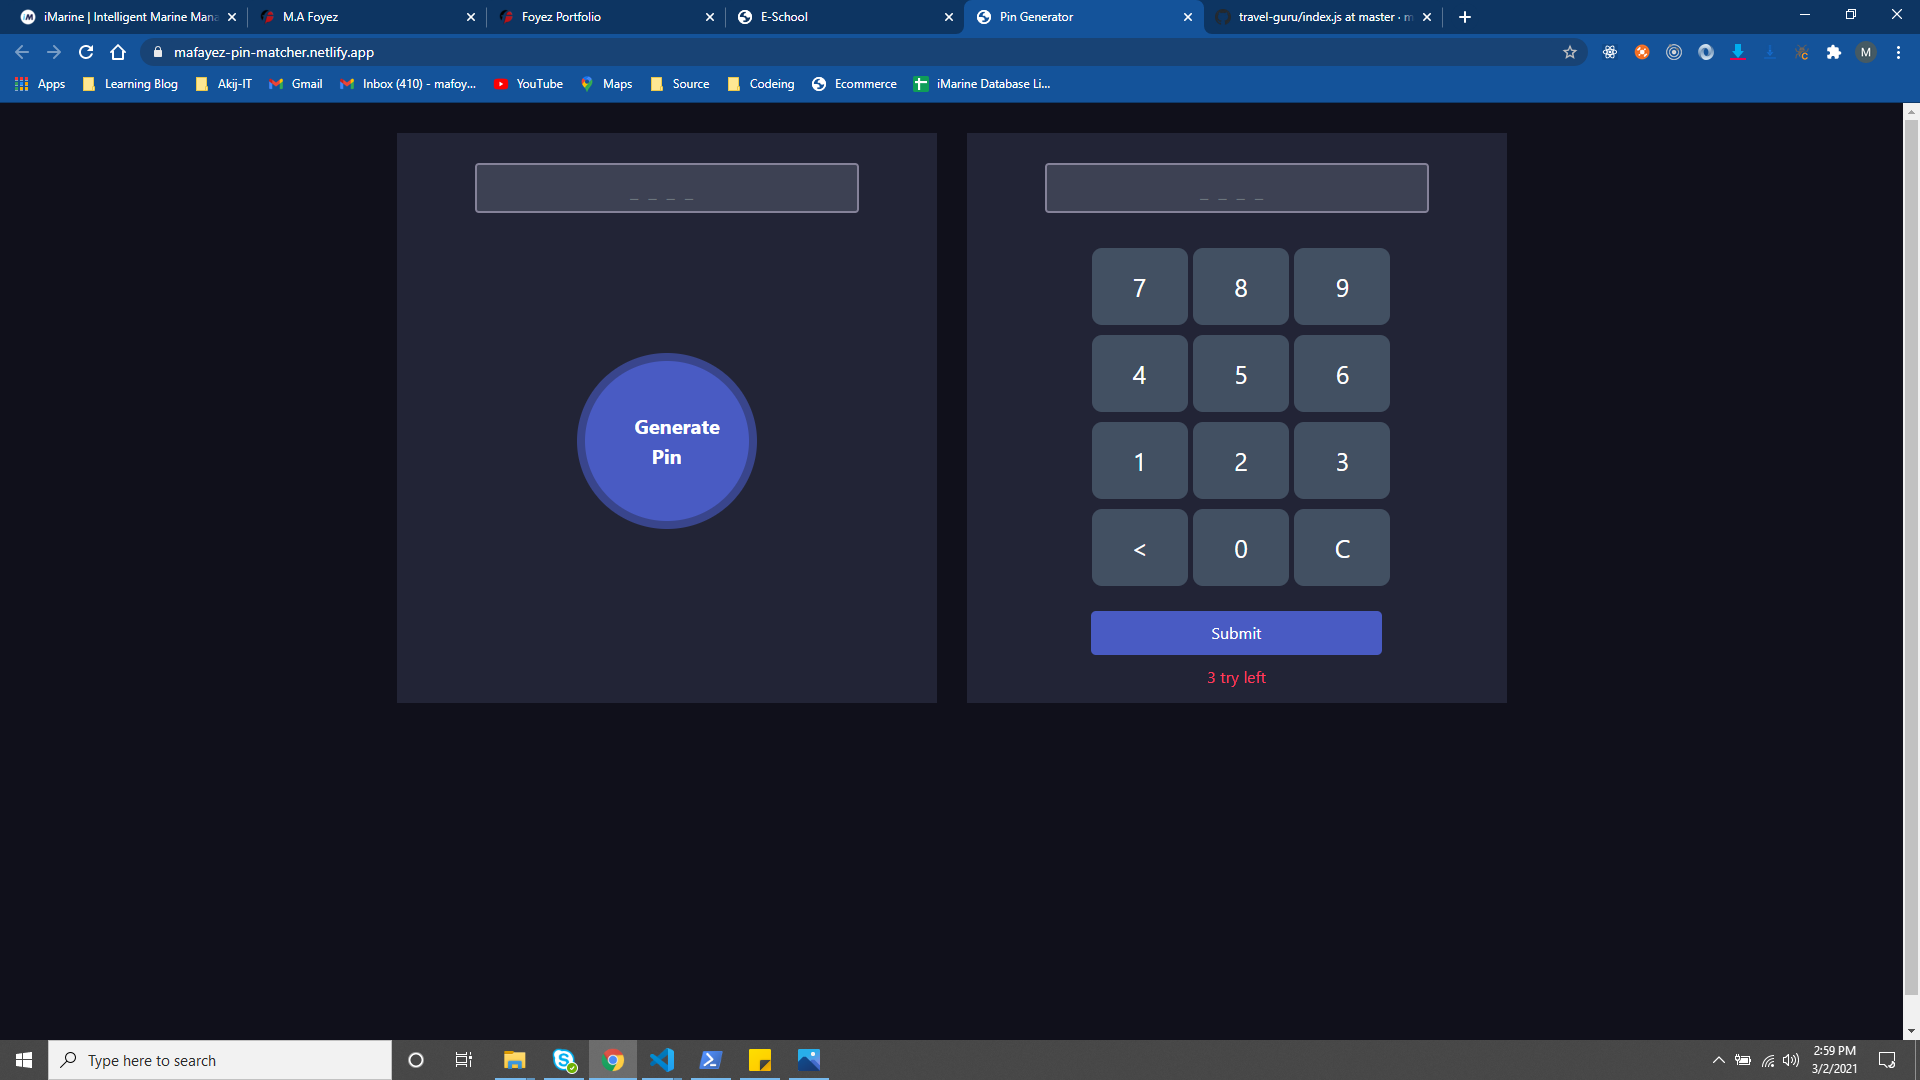 iMarine | Intelligent Marine Mana
M.A Foyez
Foyez Portfolio
E-School
Pin Generator
travel-guru/index.js at master · m
mafayez-pin-matcher.netlify.app
M
Apps
Learning Blog
Akij-IT
Gmail
Inbox (410) - mafoy...
YouTube
Maps
Source
Codeing
Ecommerce
iMarine Database Li...
_ _ _ _
_ _ _ _
Generate
Pin
7 8 9
4 5 6
1 2 3
< 0 C
Submit
3 try left
Type here to search
2:59 PM
3/2/2021